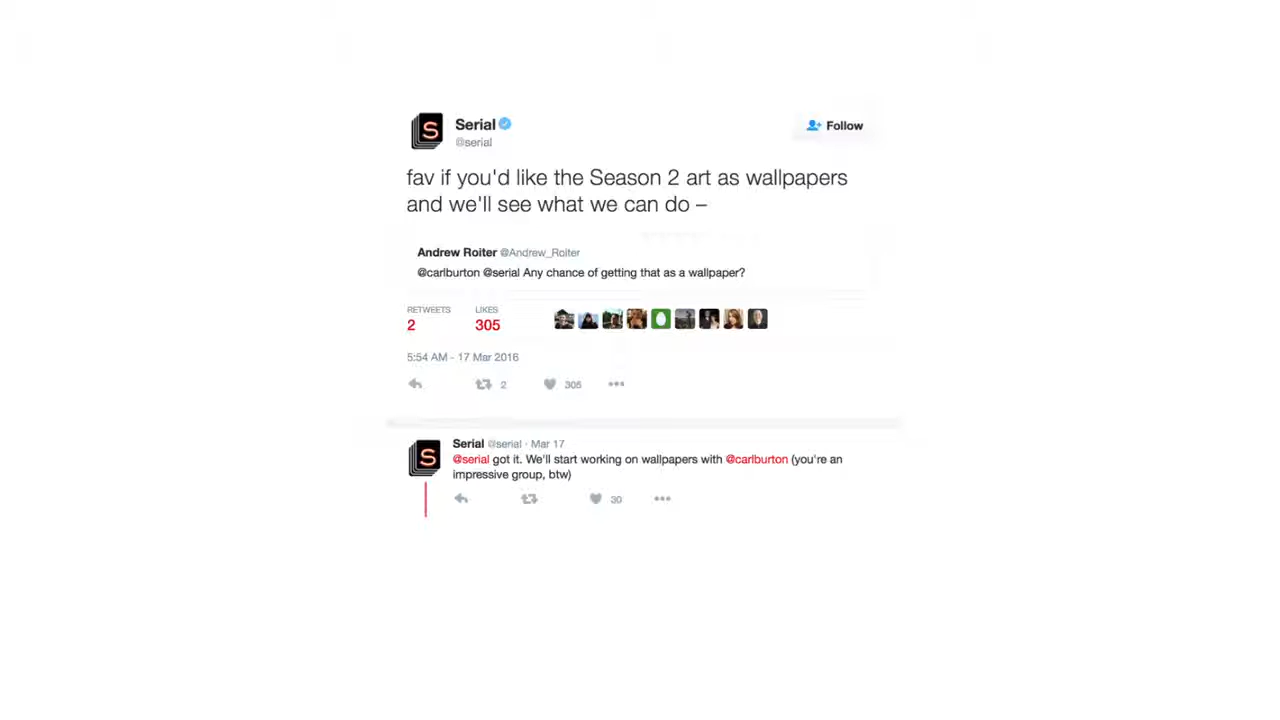 S
Serial
@serial
Follow
fav if you'd like the Season 2 art as wallpapers
and we'll see what we can do –
Andrew Roiter @Andrew_Roiter
@carlburton @serial Any chance of getting that as a wallpaper?
RETWEETS LIKES
2 305
5:54 AM - 17 Mar 2016
2 305 •••
S
Serial @serial · Mar 17
@serial got it. We'll start working on wallpapers with @carlburton (you're an
impressive group, btw)
30 •••